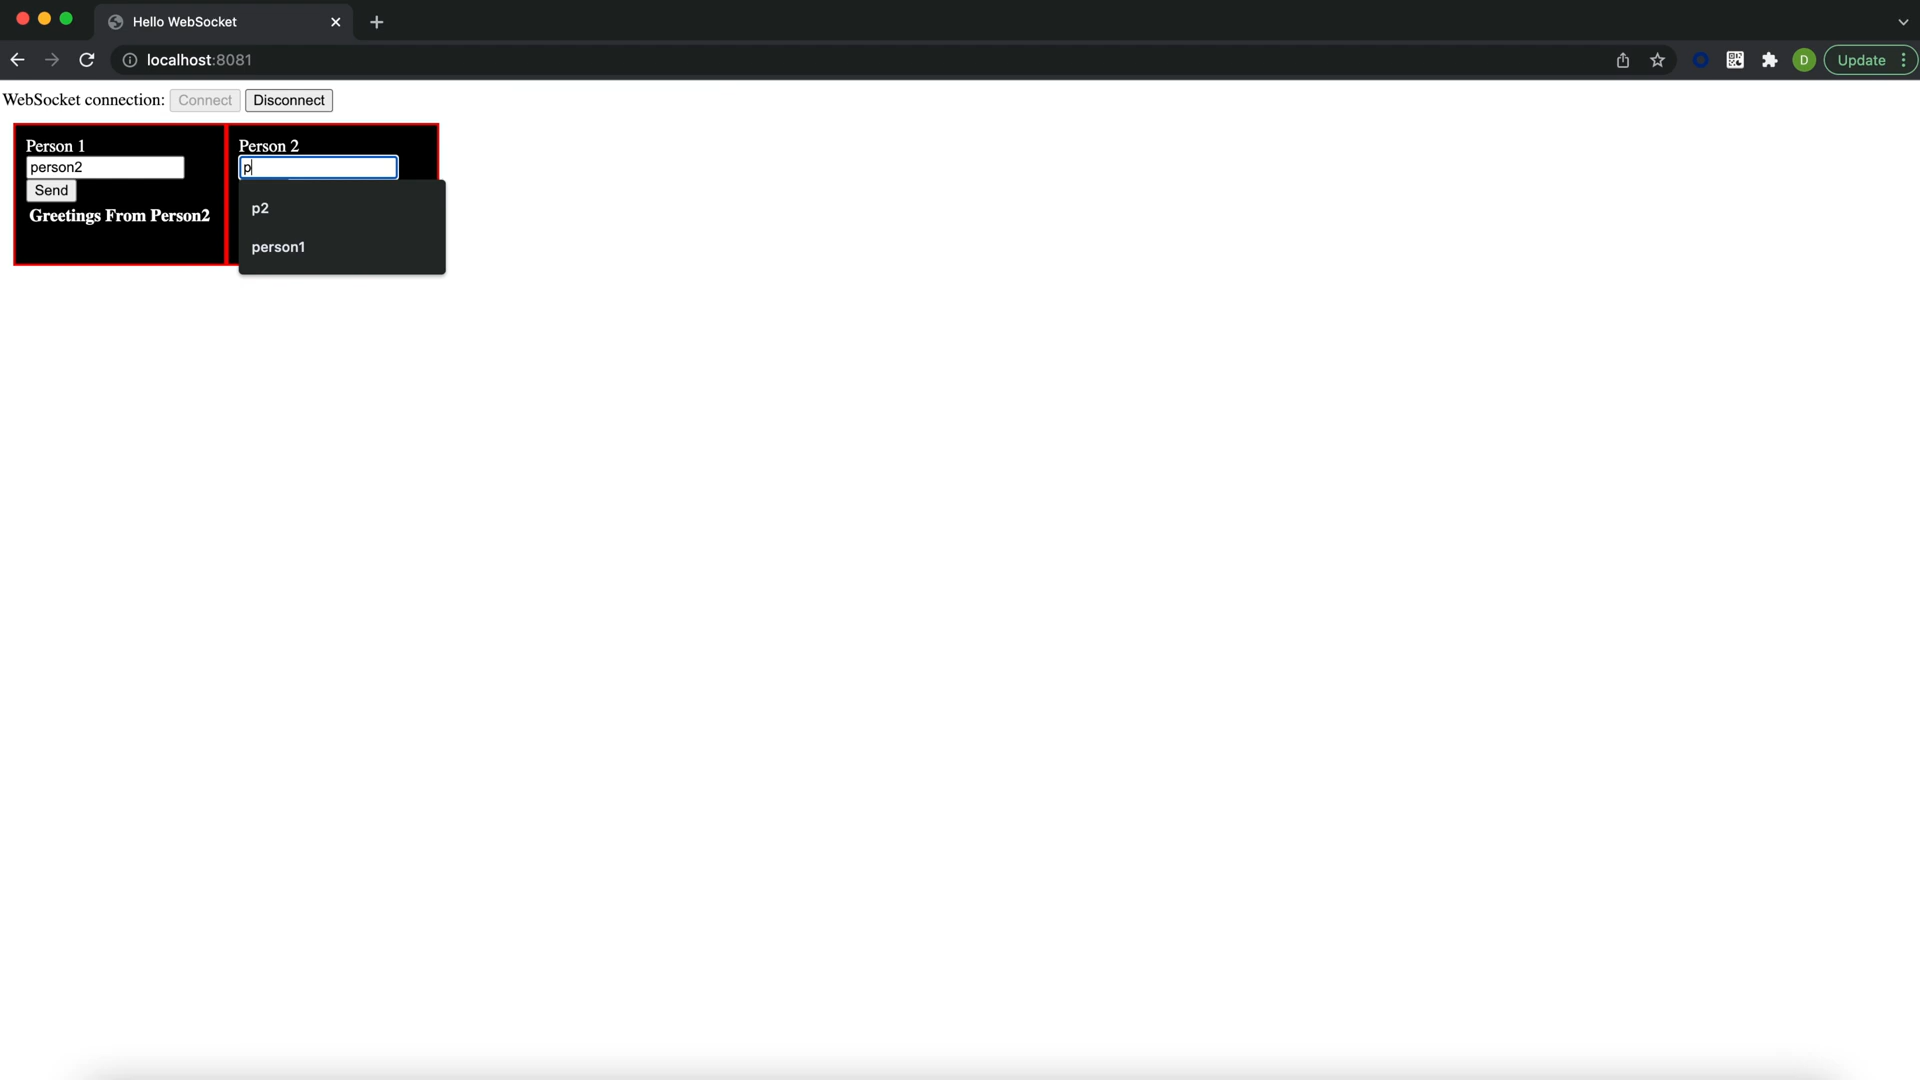 Hello WebSocket
localhost:8081
D
Update
WebSocket connection: Connect Disconnect
Person 1
person2
Send
Greetings From Person2
Person 2
p
p2
person1